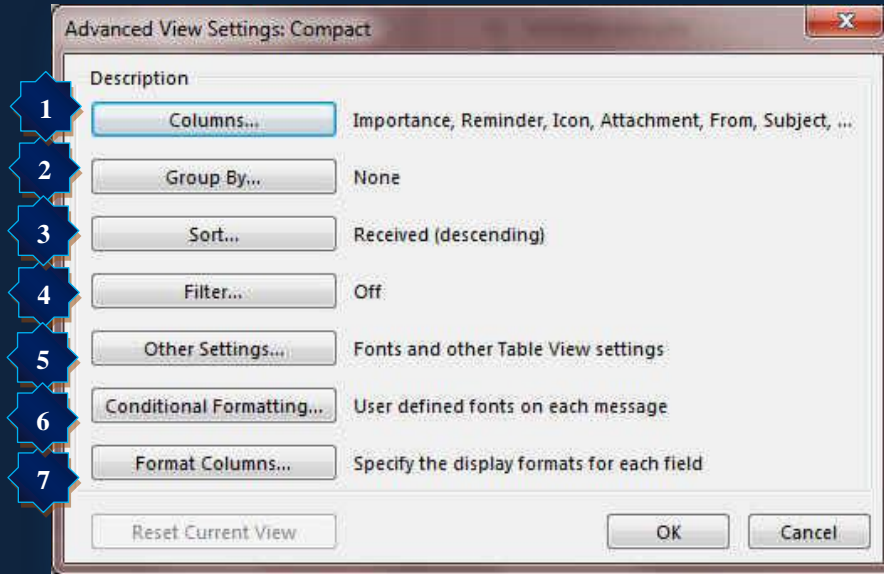 Advanced View Settings: Compact
Description
1 Columns... Importance, Reminder, Icon, Attachment, From, Subject, ...
2 Group By... None
3 Sort... Received (descending)
4 Filter... Off
5 Other Settings... Fonts and other Table View settings
6 Conditional Formatting... User defined fonts on each message
7 Format Columns... Specify the display formats for each field
Reset Current View OK Cancel